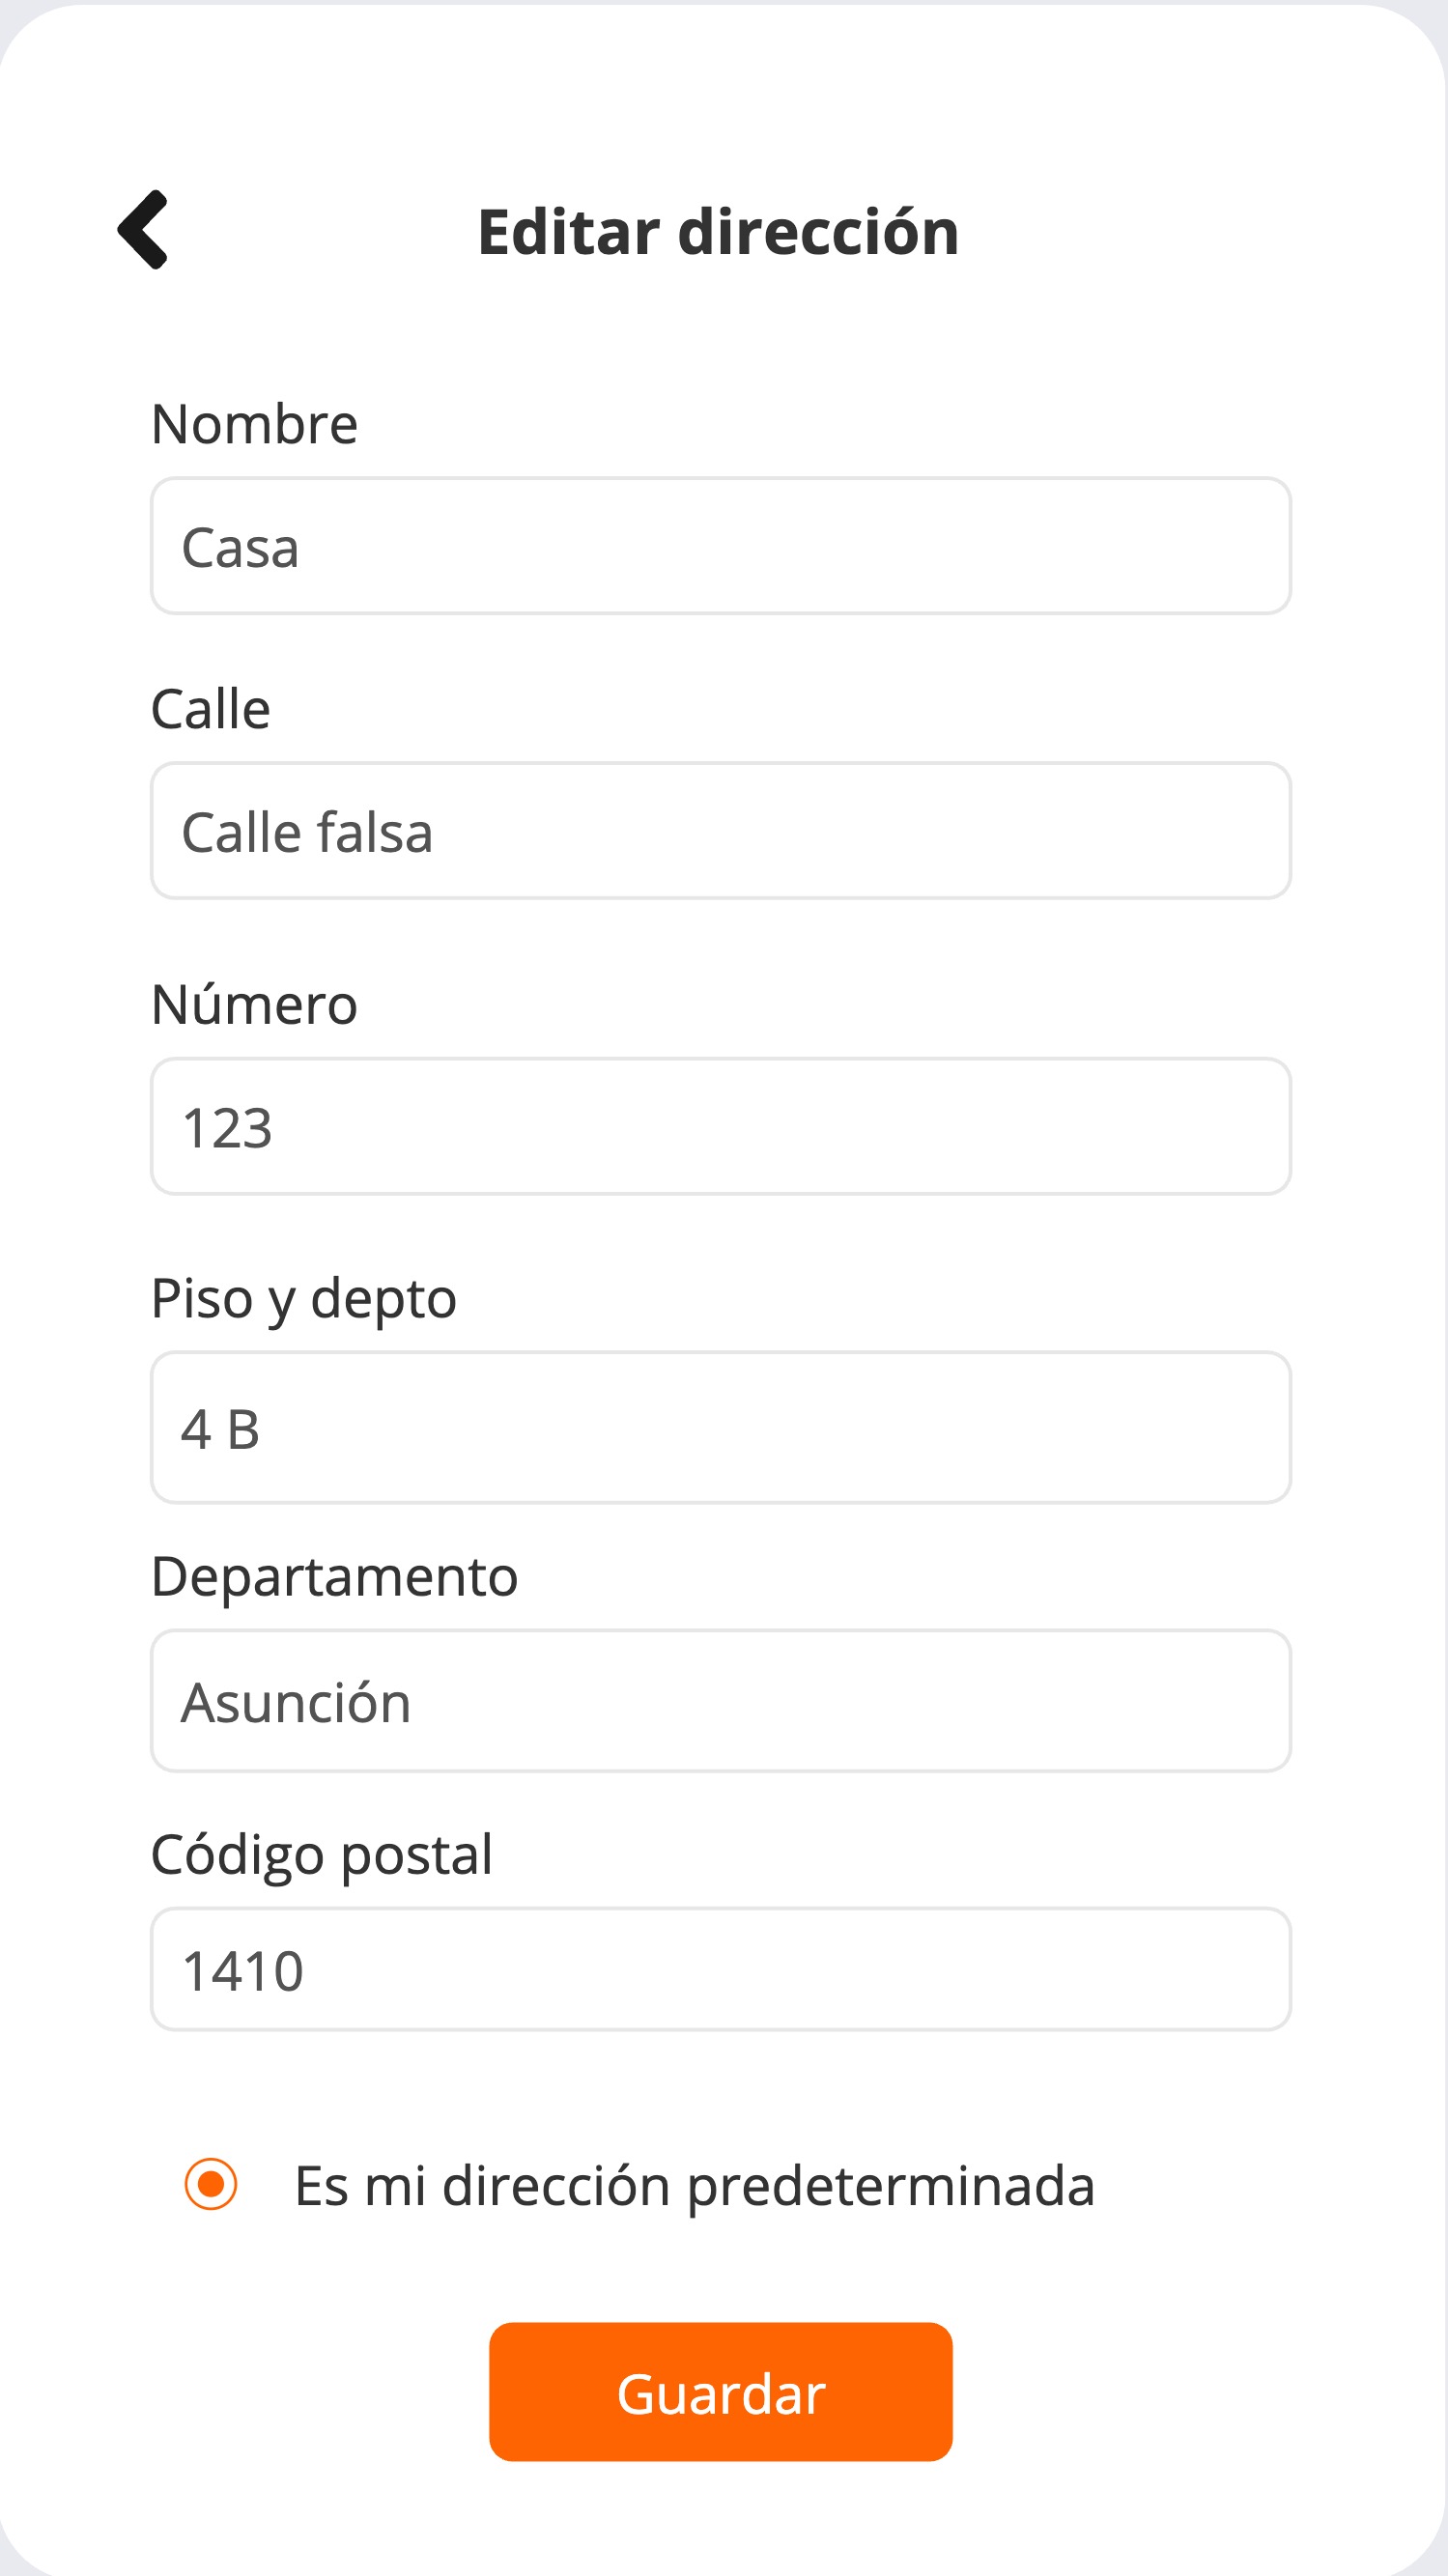 Editar dirección
Nombre
Casa
Calle
Calle falsa
Número
123
Piso y depto
4 B
Departamento
Asunción
Código postal
1410
Es mi dirección predeterminada
Guardar